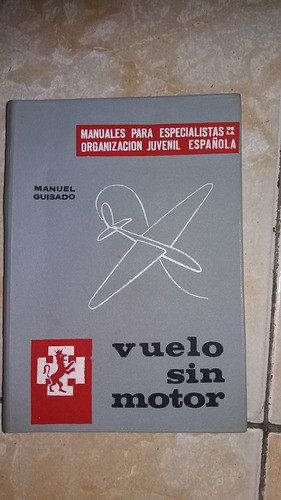 MANUALES PARA ESPECIALISTAS DE LA
ORGANIZACION JUVENIL ESPAÑOLA
MANUEL
GUISADO
vuelo
sin
motor